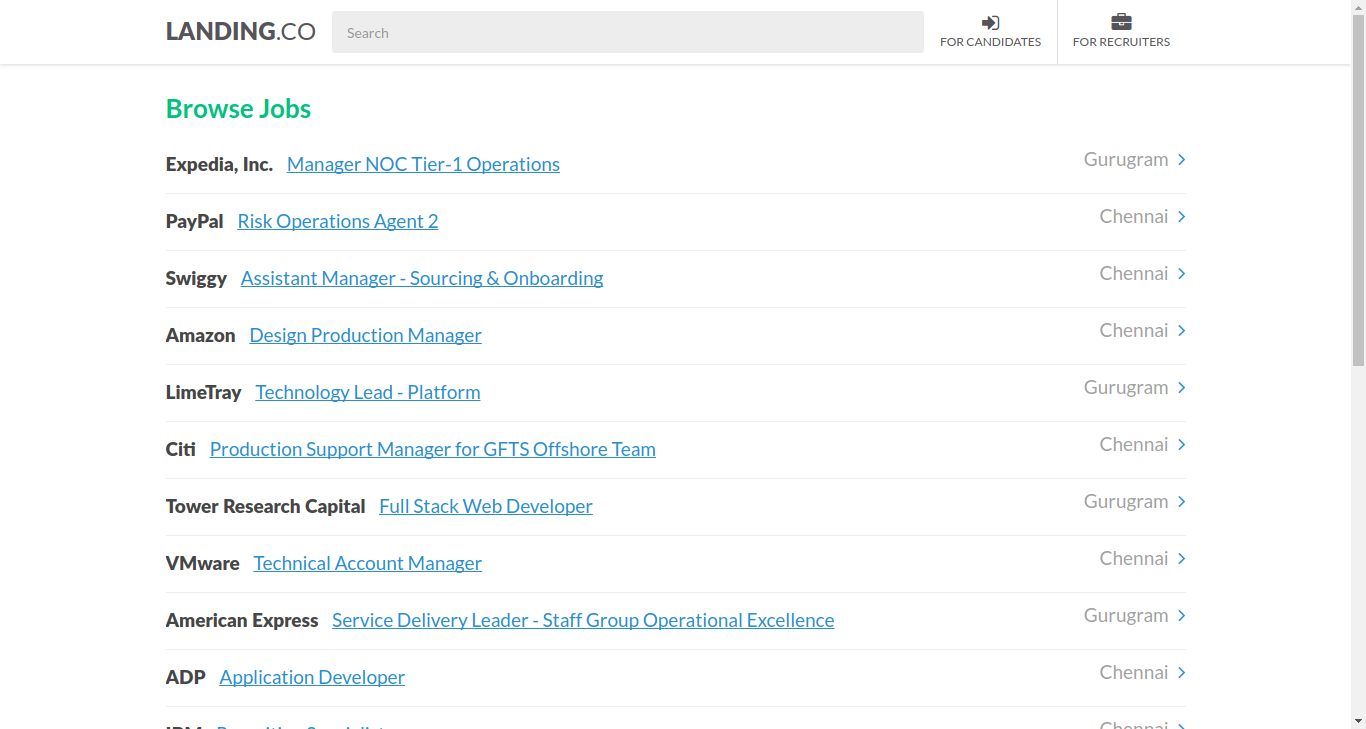 LANDING.CO
Search
FOR CANDIDATES
FOR RECRUITERS
Browse Jobs
Expedia, Inc. Manager NOC Tier-1 Operations Gurugram
PayPal Risk Operations Agent 2 Chennai
Swiggy Assistant Manager - Sourcing & Onboarding Chennai
Amazon Design Production Manager Chennai
LimeTray Technology Lead - Platform Gurugram
Citi Production Support Manager for GFTS Offshore Team Chennai
Tower Research Capital Full Stack Web Developer Gurugram
VMware Technical Account Manager Chennai
American Express Service Delivery Leader - Staff Group Operational Excellence Gurugram
ADP Application Developer Chennai
Chennai